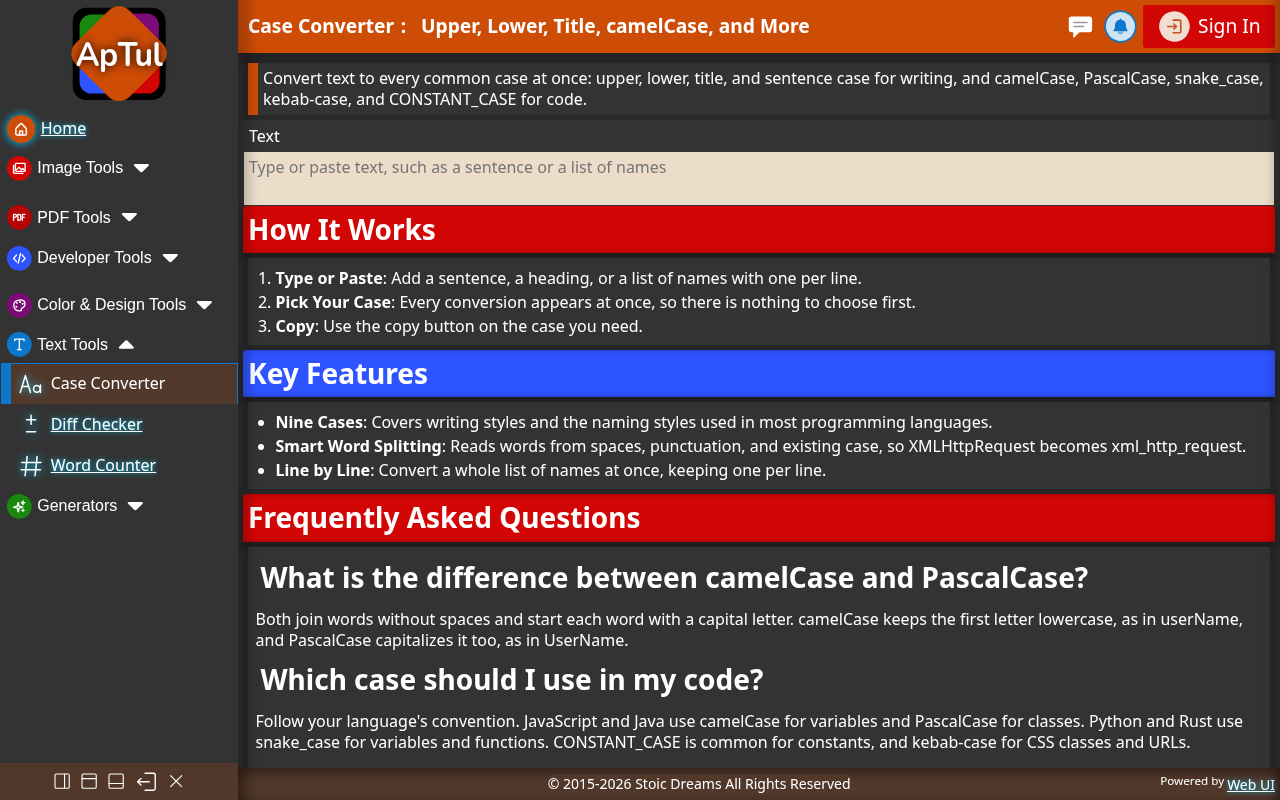 ApTul
Home
Image Tools
PDF
PDF Tools
Developer Tools
Color & Design Tools
Text Tools
Case Converter
Diff Checker
Word Counter
Generators
Case Converter : Upper, Lower, Title, camelCase, and More
Sign In
Convert text to every common case at once: upper, lower, title, and sentence case for writing, and camelCase, PascalCase, snake_case,
kebab-case, and CONSTANT_CASE for code.
Text
Type or paste text, such as a sentence or a list of names
How It Works
1. Type or Paste: Add a sentence, a heading, or a list of names with one per line.
2. Pick Your Case: Every conversion appears at once, so there is nothing to choose first.
3. Copy: Use the copy button on the case you need.
Key Features
• Nine Cases: Covers writing styles and the naming styles used in most programming languages.
• Smart Word Splitting: Reads words from spaces, punctuation, and existing case, so XMLHttpRequest becomes xml_http_request.
• Line by Line: Convert a whole list of names at once, keeping one per line.
Frequently Asked Questions
What is the difference between camelCase and PascalCase?
Both join words without spaces and start each word with a capital letter. camelCase keeps the first letter lowercase, as in userName,
and PascalCase capitalizes it too, as in UserName.
Which case should I use in my code?
Follow your language's convention. JavaScript and Java use camelCase for variables and PascalCase for classes. Python and Rust use
snake_case for variables and functions. CONSTANT_CASE is common for constants, and kebab-case for CSS classes and URLs.
© 2015-2026 Stoic Dreams All Rights Reserved
Powered by Web UI